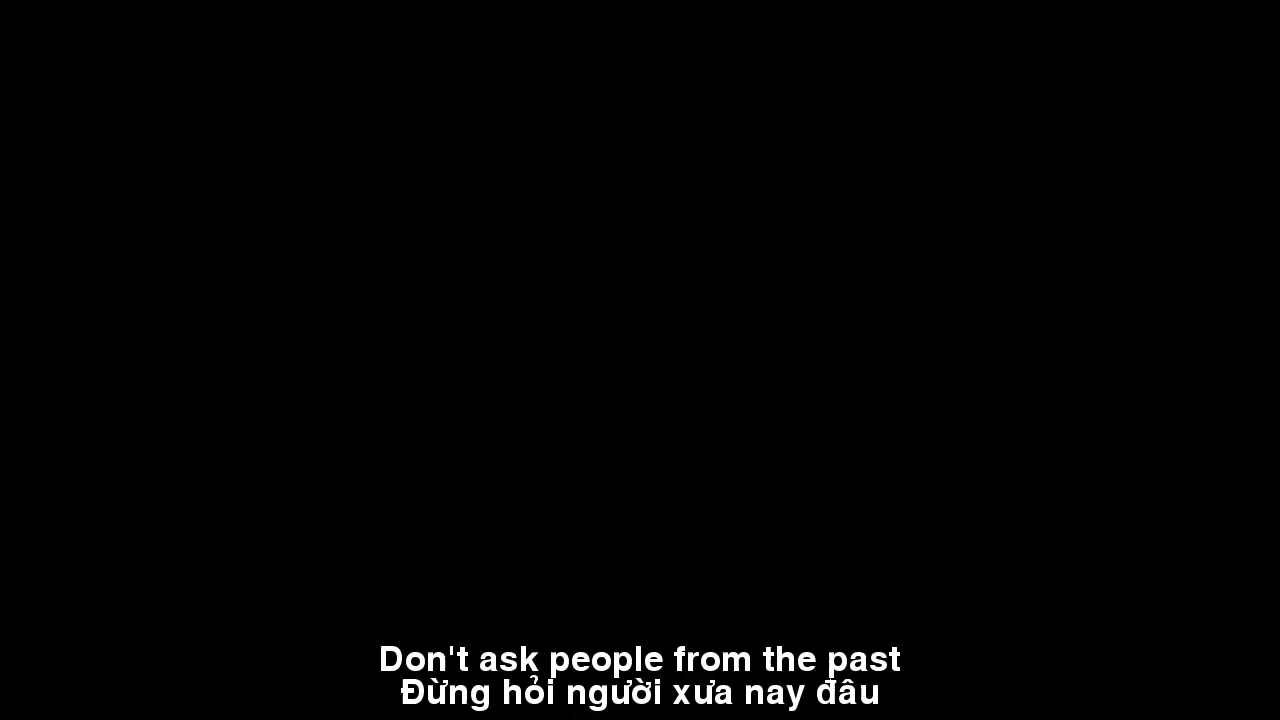 Don't ask people from the past
Đừng hỏi người xưa nay đâu